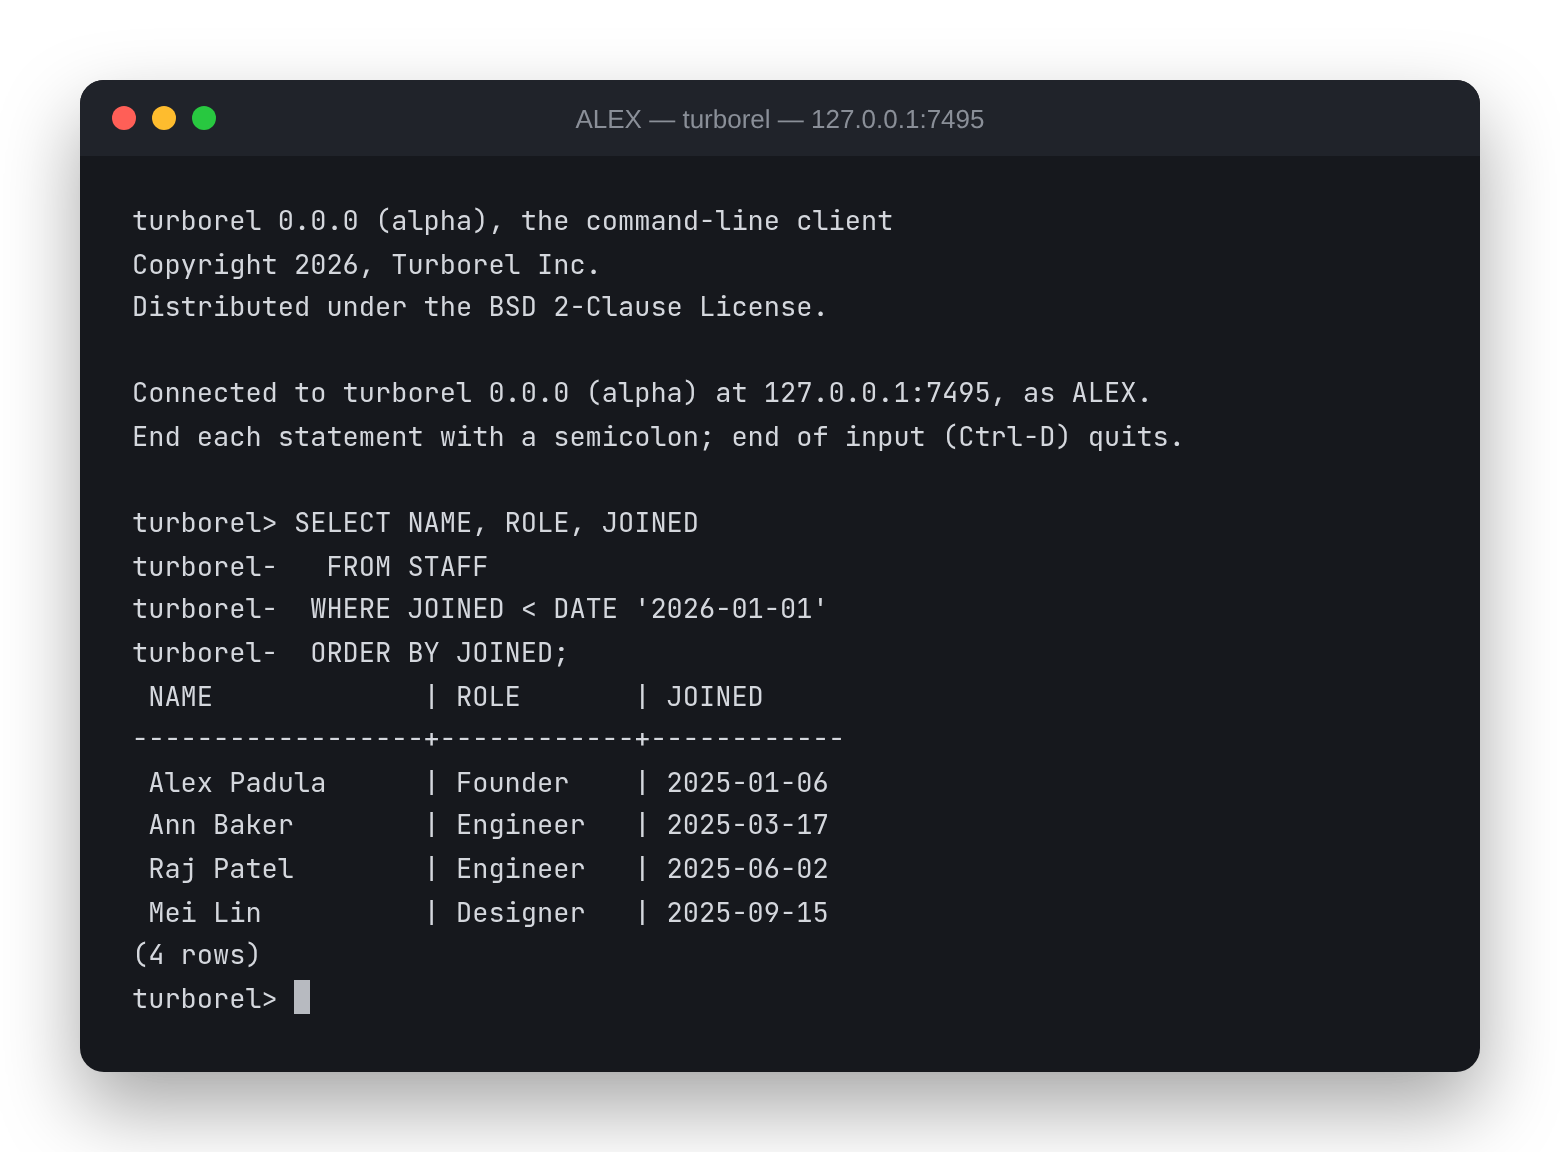 ALEX — turborel — 127.0.0.1:7495
turborel 0.0.0 (alpha), the command-line client
Copyright 2026, Turborel Inc.
Distributed under the BSD 2-Clause License.

Connected to turborel 0.0.0 (alpha) at 127.0.0.1:7495, as ALEX.
End each statement with a semicolon; end of input (Ctrl-D) quits.

turborel> SELECT NAME, ROLE, JOINED
turborel-   FROM STAFF
turborel-  WHERE JOINED < DATE '2026-01-01'
turborel-  ORDER BY JOINED;
 NAME             | ROLE       | JOINED
------------------+------------+------------
 Alex Padula      | Founder    | 2025-01-06
 Ann Baker        | Engineer   | 2025-03-17
 Raj Patel        | Engineer   | 2025-06-02
 Mei Lin          | Designer   | 2025-09-15
(4 rows)
turborel>